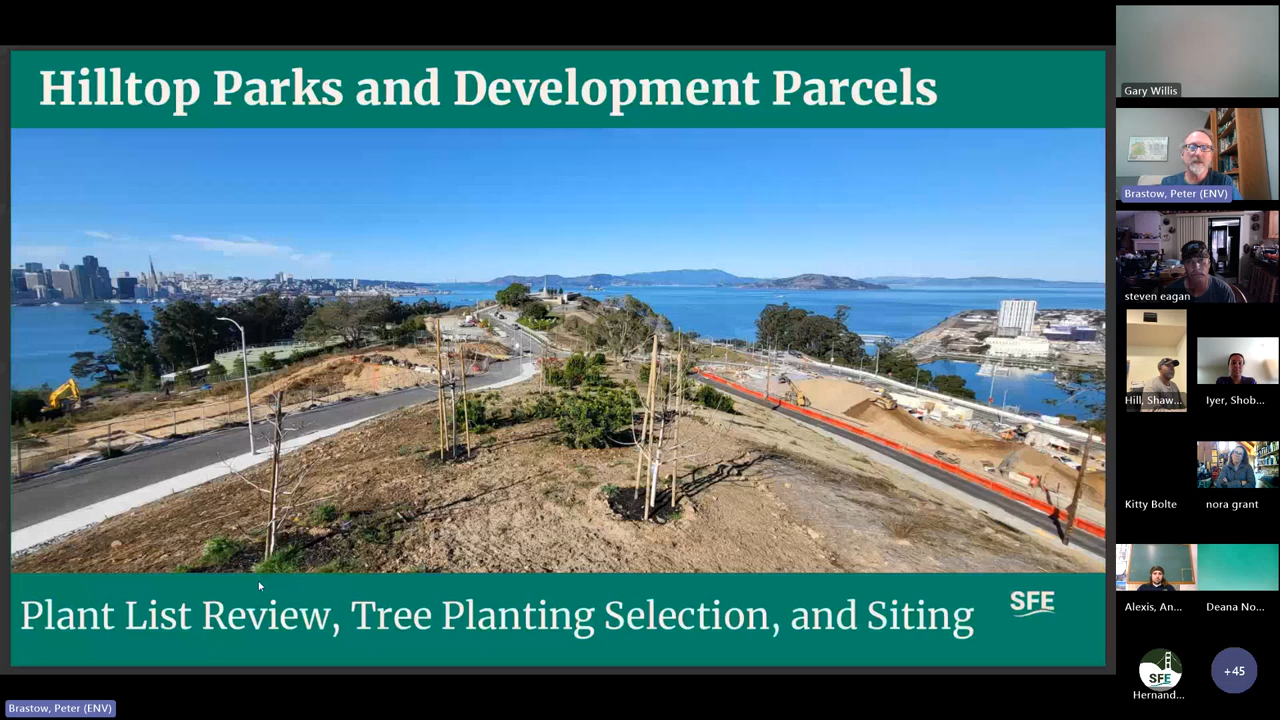 Hilltop Parks and Development Parcels
Plant List Review, Tree Planting Selection, and Siting
SFE
Brastow, Peter (ENV)
Gary Willis
Brastow, Peter (ENV)
steven eagan
Hill, Shaw...
Iyer, Shob...
Kitty Bolte
nora grant
Alexis, An...
Deana No...
SFE
Hernand...
+45